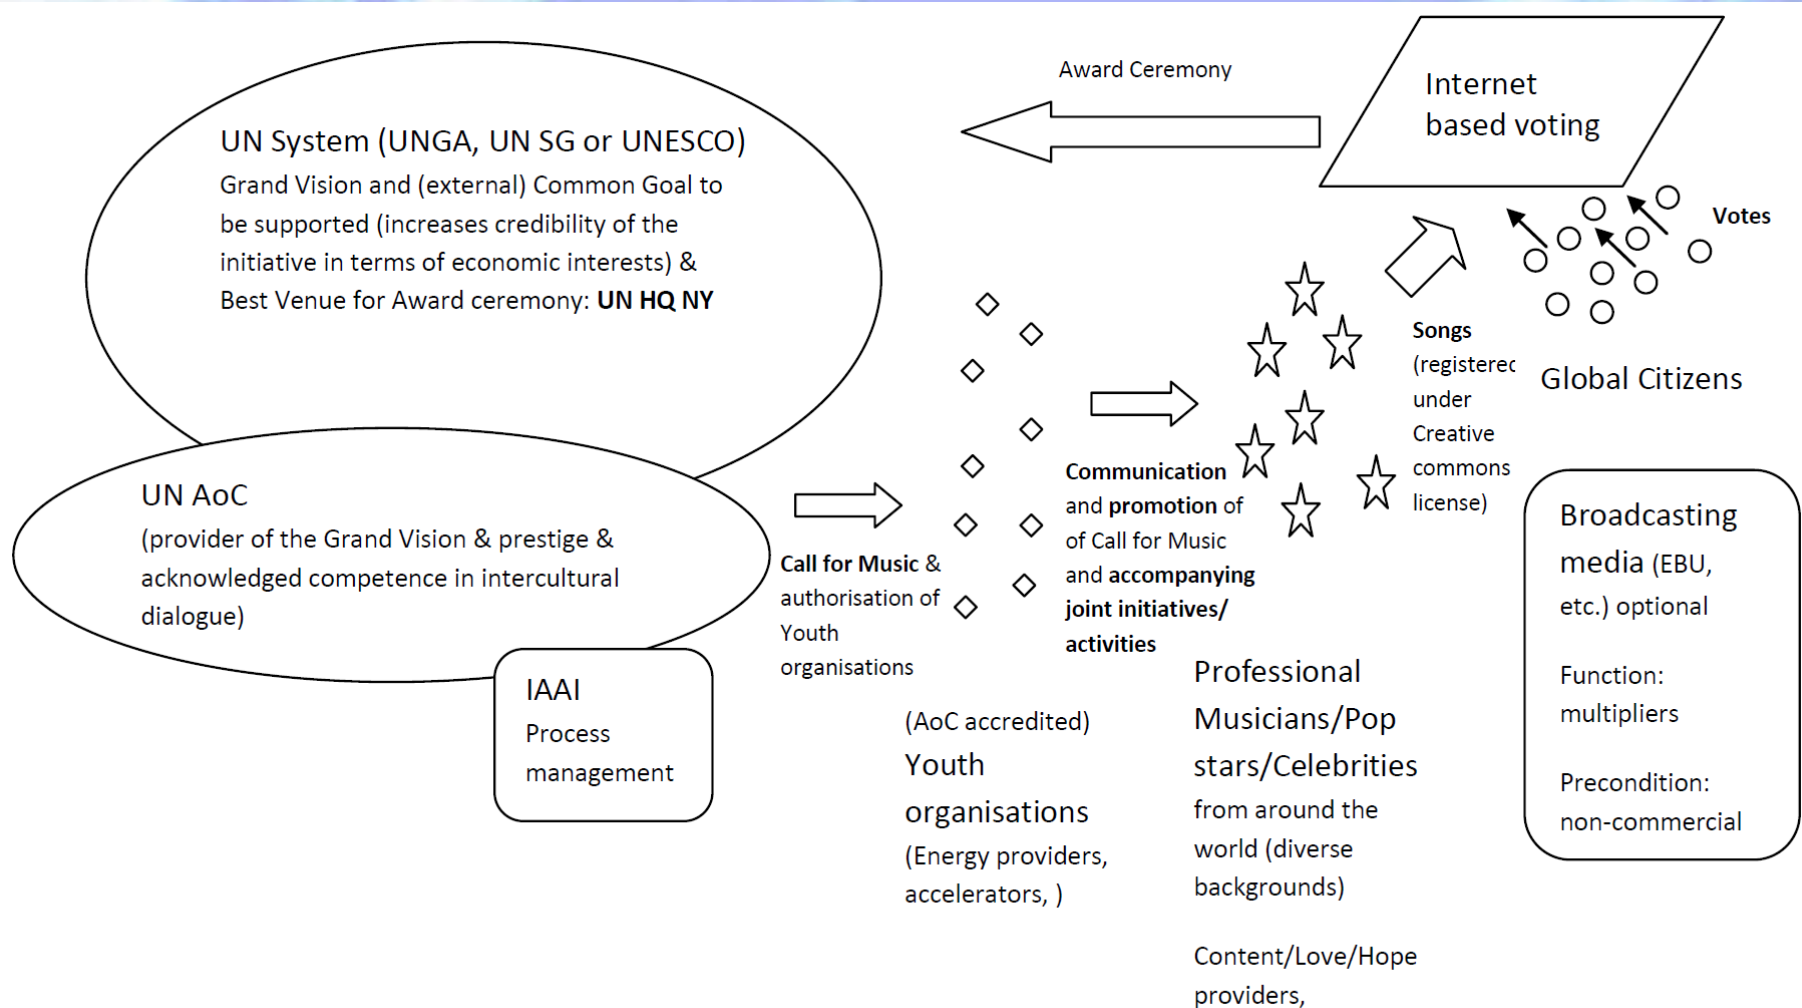 UN System (UNGA, UN SG or UNESCO)
Grand Vision and (external) Common Goal to
be supported (increases credibility of the
initiative in terms of economic interests) &
Best Venue for Award ceremony: UN HQ NY
UN AoC
(provider of the Grand Vision & prestige &
acknowledged competence in intercultural
dialogue)
IAAI
Process
management
Call for Music &
authorisation of
Youth
organisations
(AoC accredited)
Youth
organisations
(Energy providers,
accelerators, )
Communication
and promotion of
of Call for Music
and accompanying
joint initiatives/
activities
Professional
Musicians/Pop
stars/Celebrities
from around the
world (diverse
backgrounds)
Content/Love/Hope
providers,
Songs
(registered
under
Creative
commons
license)
Award Ceremony
Internet
based voting
Votes
Global Citizens
Broadcasting
media (EBU,
etc.) optional
Function:
multipliers
Precondition:
non-commercial